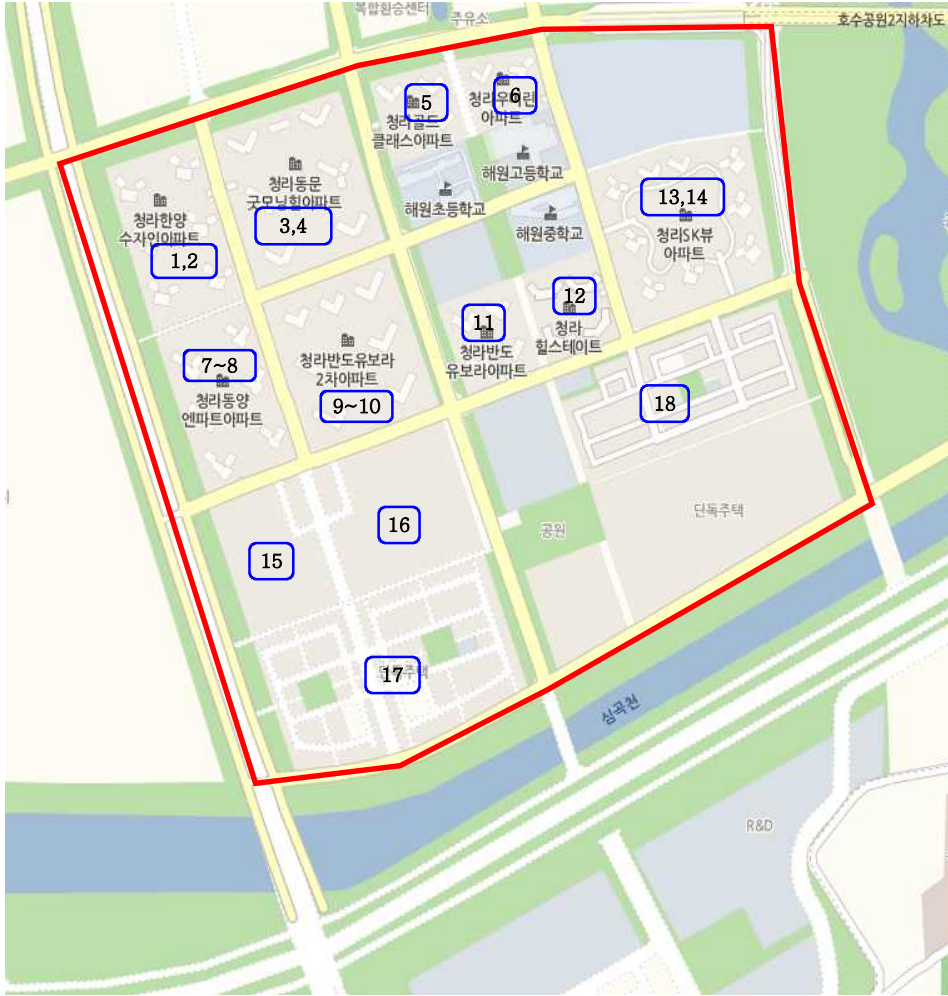 복합환승센터
주유소
호수공원2지하차도
5
청라골드
클래스아파트
6
아파트
해원고등학교
해원초등학교
해원중학교
청라동문
굿모닝힐아파트
3,4
청라한양
수자인아파트
1,2
13,14
청라SK뷰
아파트
12
청라
힐스테이트
11
청라반도
유보라아파트
청라반도유보라
2차아파트
9~10
7~8
청라동양
엔파트아파트
18
단독주택
공원
16
15
17
심곡천
R&D